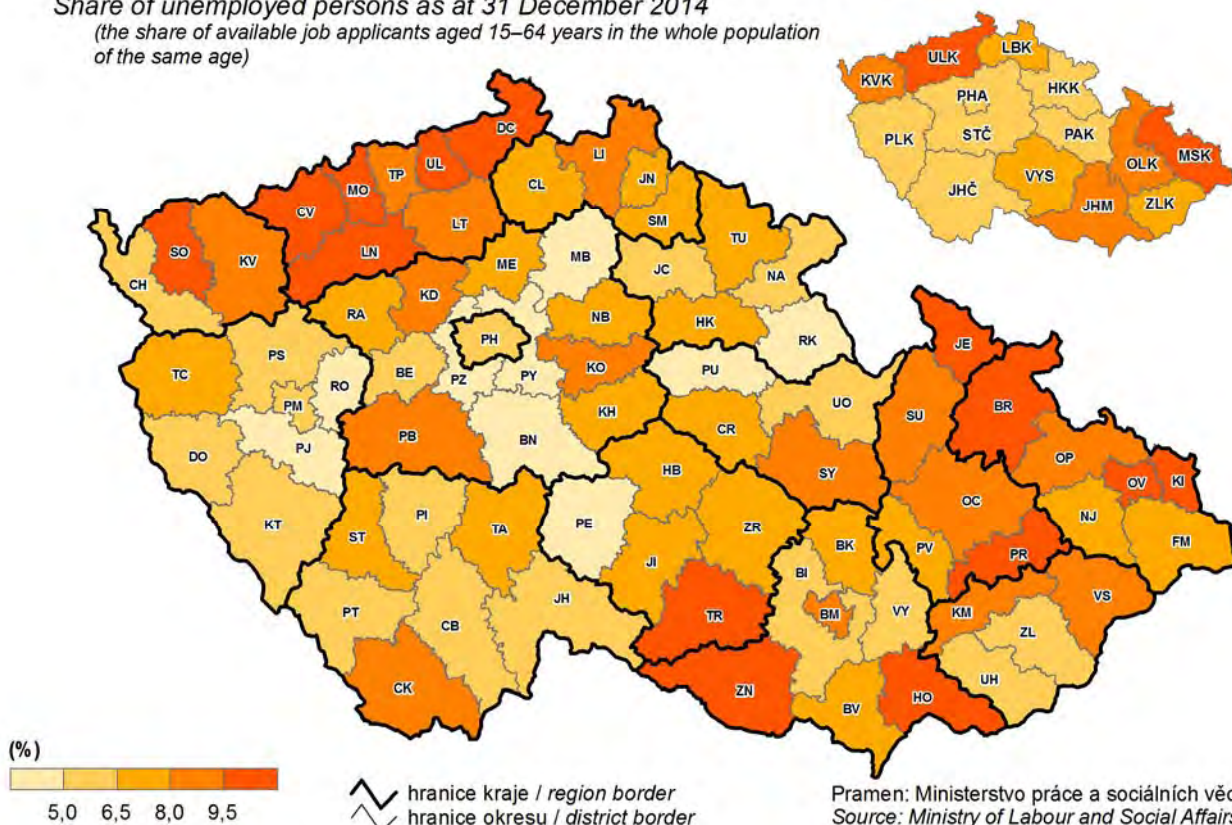 Share of unemployed persons as at 31 December 2014
(the share of available job applicants aged 15–64 years in the whole population
of the same age)
ULK
LBK
KVK
HKK
PHA
PLK
STČ
PAK
MSK
OLK
VYS
JHČ
JHM
ZLK
DC
UL
LI
TP
MO
JN
CL
CV
LT
SM
TU
SO
LN
KV
MB
ME
JC
NA
CH
KD
RA
NB
HK
PH
RK
JE
PS
KO
PU
TC
BE
PZ
PY
RO
PM
UO
BR
SU
KH
CR
PB
BN
PJ
DO
HB
SY
OP
OV
KI
OC
PI
KT
PE
NJ
ST
TA
ZR
FM
BK
PV
PR
JI
BI
VS
JH
PT
TR
BM
VY
KM
CB
ZL
UH
CK
ZN
HO
BV
(%)
5,0 6,5 8,0 9,5
hranice kraje / region border
hranice okresu / district border
Pramen: Ministerstvo práce a sociálních věc
Source: Ministry of Labour and Social Affairs